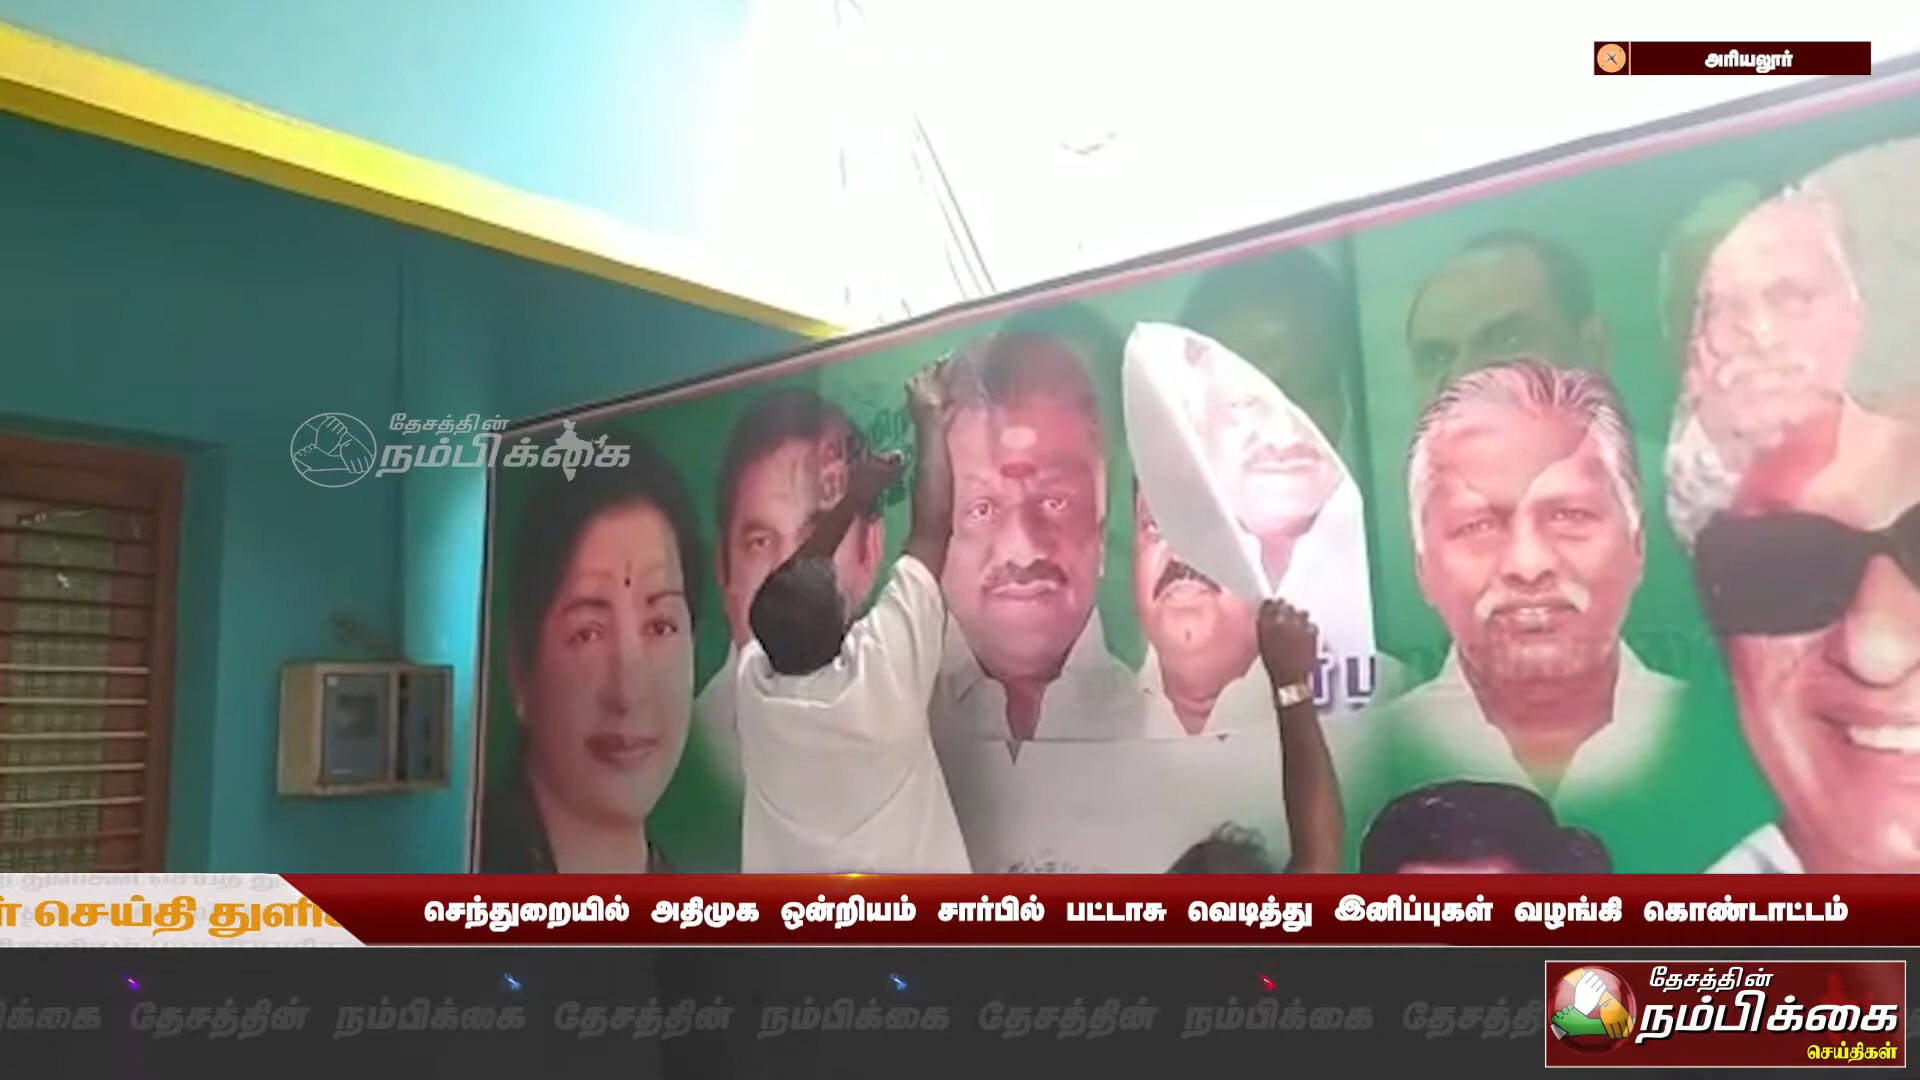 அரியலூர்
தேசத்தின்
நம்பிக்கை
செந்துறையில் அதிமுக ஒன்றியம் சார்பில் பட்டாசு வெடித்து இனிப்புகள் வழங்கி கொண்டாட்டம்
செய்தி
தேசத்தின் நம்பிக்கை தேசத்தின் நம்பிக்கை தேசத்தின் நம்பிக்கை
தேசத்தின்
நம்பிக்கை
செய்திகள்